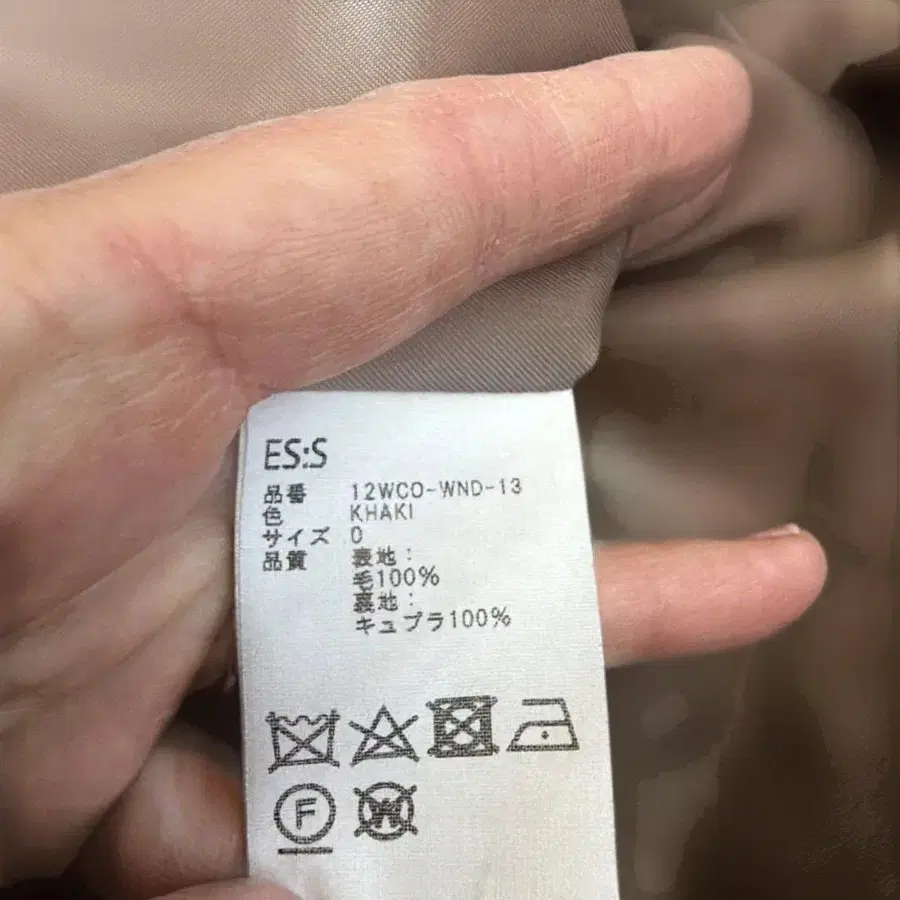 ES:S
品番 12WCO-WND-13
色 KHAKI
サイズ 0
品質 表地:
毛100%
裏地:
キュプラ100%
F
W